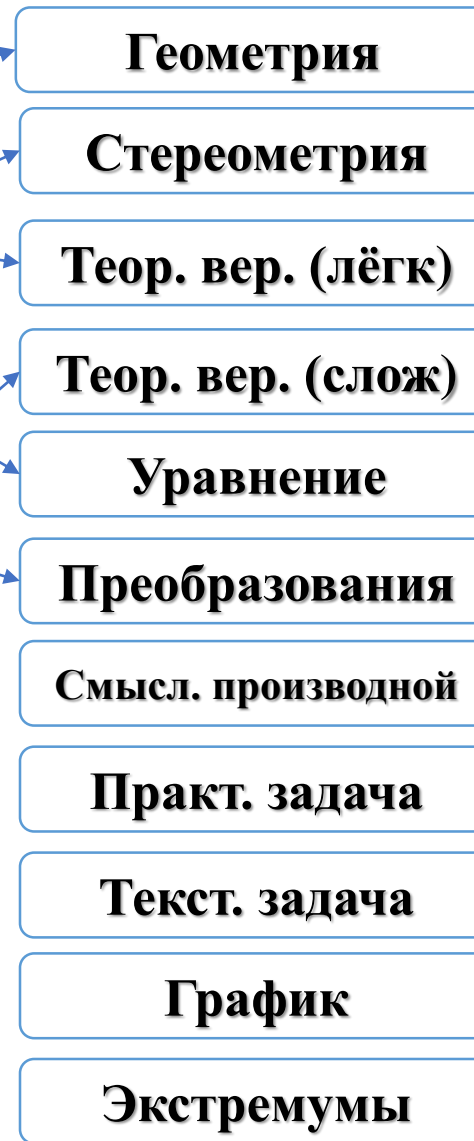 Геометрия
Стереометрия
Теор. вер. (лёгк)
Теор. вер. (слож)
Уравнение
Преобразования
Смысл. производной
Практ. задача
Текст. задача
График
Экстремумы